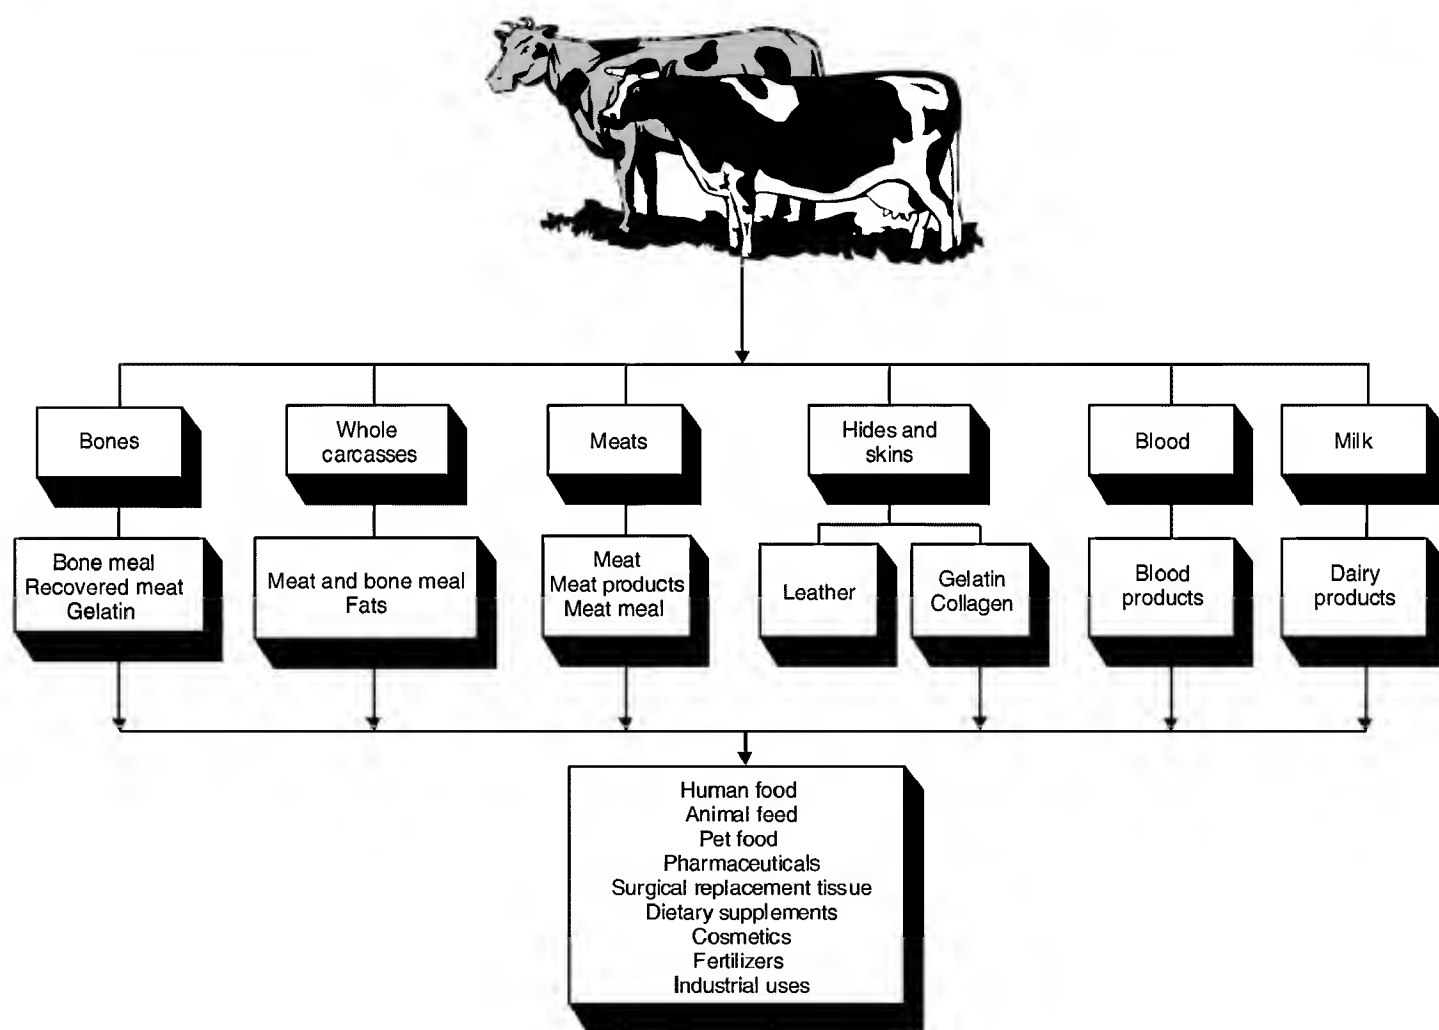 Bones
Whole
carcasses
Meats
Hides and
skins
Blood
Milk
Bone meal
Recovered meat
Gelatin
Meat and bone meal
Fats
Meat
Meat products
Meat meal
Leather
Gelatin
Collagen
Blood
products
Dairy
products
Human food
Animal feed
Pet food
Pharmaceuticals
Surgical replacement tissue
Dietary supplements
Cosmetics
Fertilizers
Industrial uses